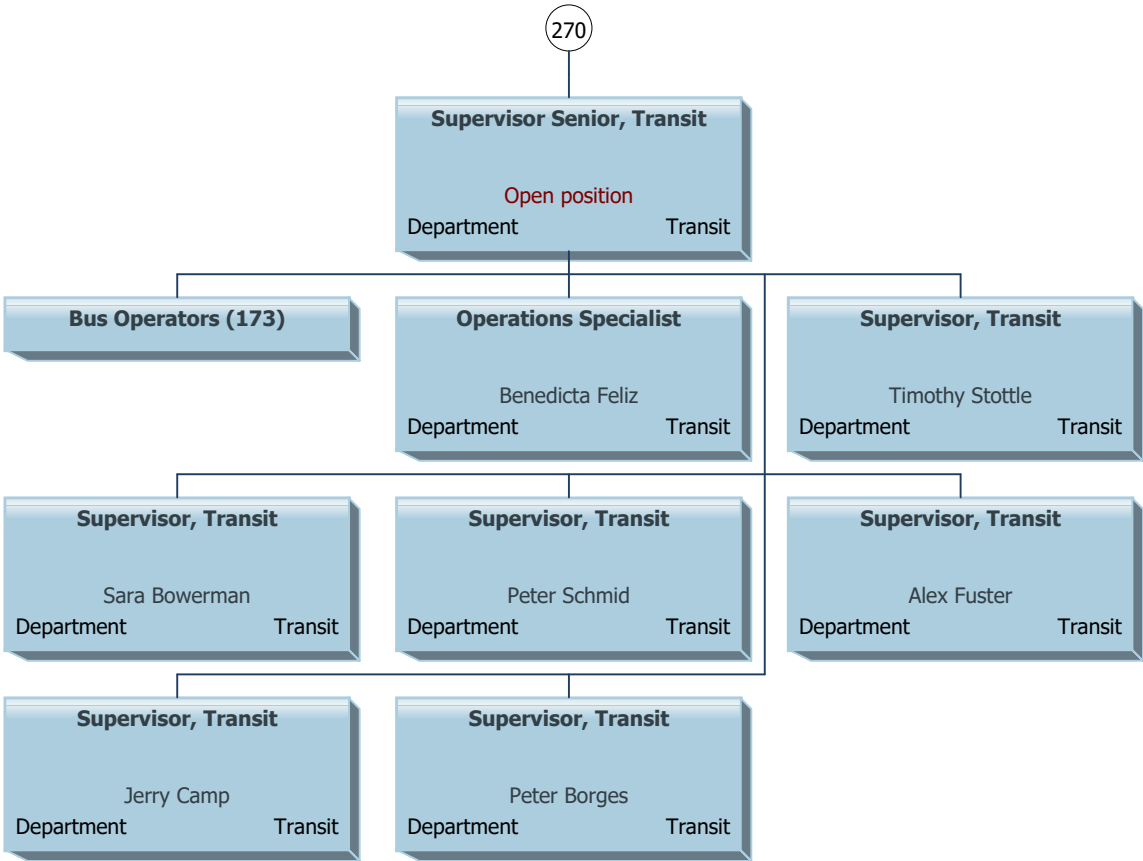 270
Supervisor Senior, Transit
Open position
Department Transit
Bus Operators (173)
Operations Specialist
Benedicta Feliz
Department Transit
Supervisor, Transit
Timothy Stottle
Department Transit
Supervisor, Transit
Sara Bowerman
Department Transit
Supervisor, Transit
Peter Schmid
Department Transit
Supervisor, Transit
Alex Fuster
Department Transit
Supervisor, Transit
Jerry Camp
Department Transit
Supervisor, Transit
Peter Borges
Department Transit